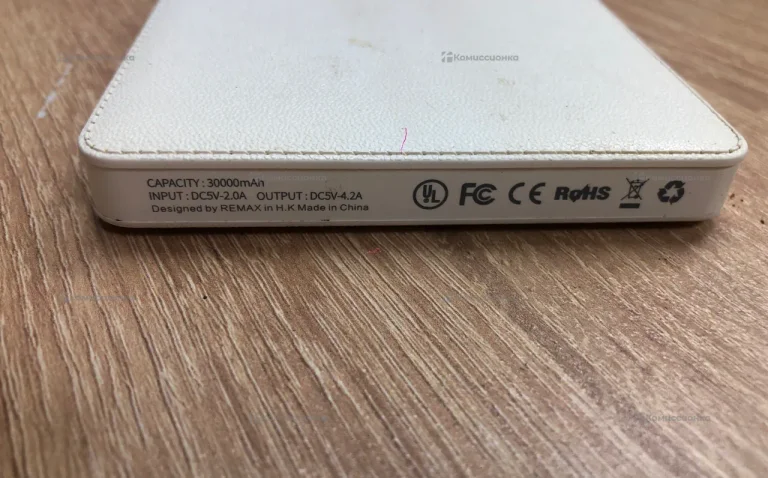 Комиссионка
CAPACITY : 30000mAh
INPUT : DC5V-2.0A OUTPUT : DC5V-4.2A
Designed by REMAX in H.K Made in China
UL FC CE RoHS
Комиссионка